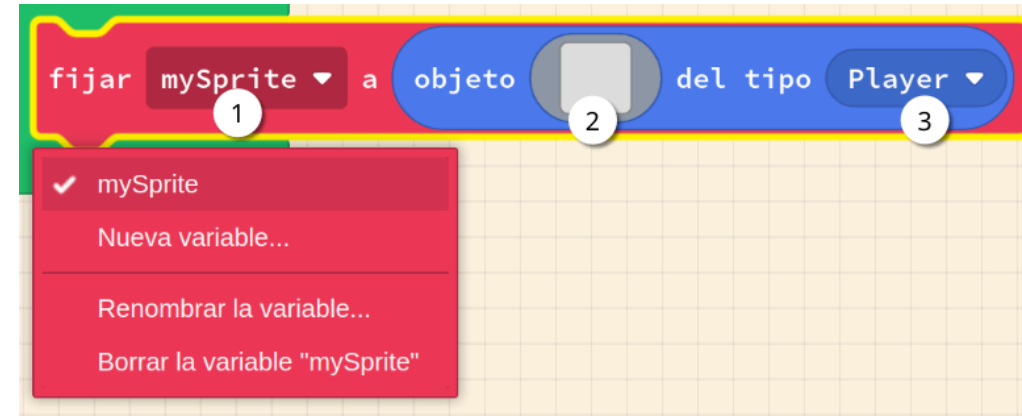 fijar mySprite a objeto del tipo Player
1 2 3
mySprite
Nueva variable...
Renombrar la variable...
Borrar la variable "mySprite"